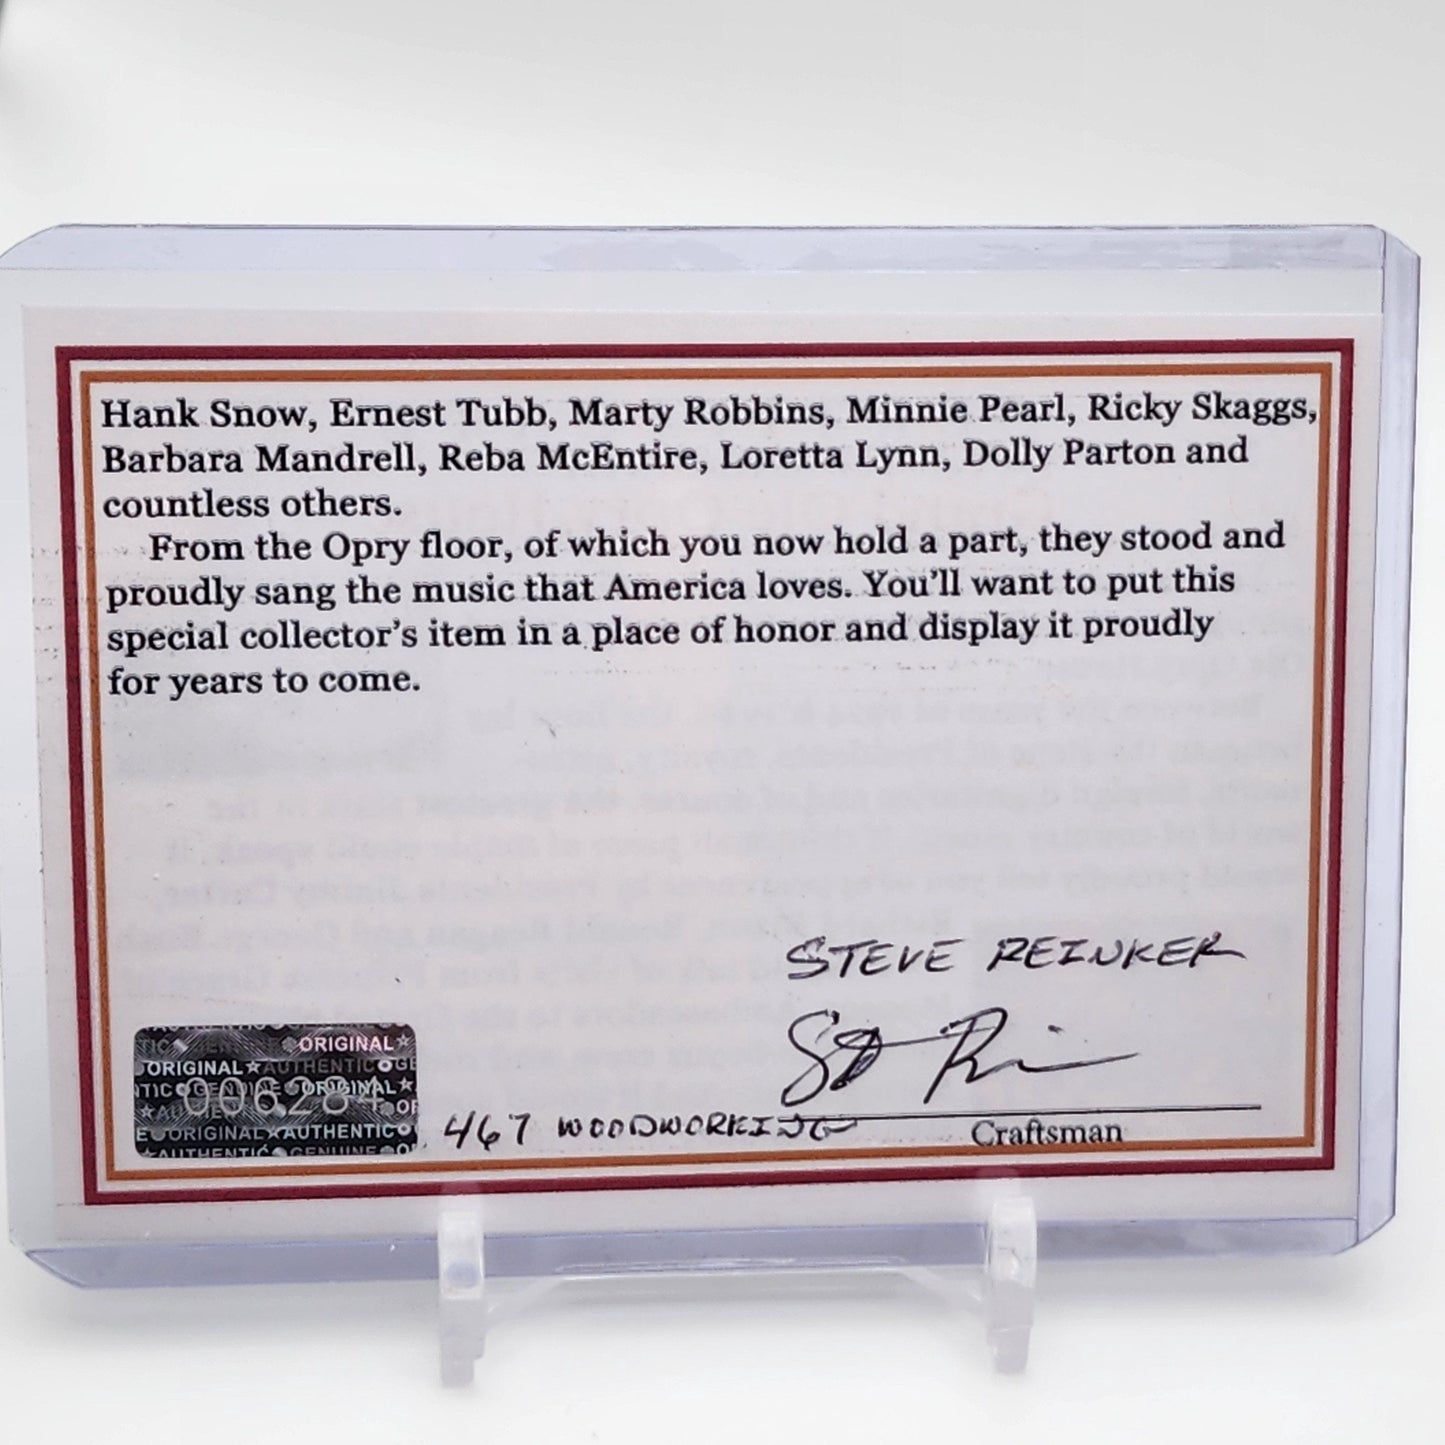 Hank Snow, Ernest Tubb, Marty Robbins, Minnie Pearl, Ricky Skaggs,
Barbara Mandrell, Reba McEntire, Loretta Lynn, Dolly Parton and
countless others.
From the Opry floor, of which you now hold a part, they stood and
proudly sang the music that America loves. You'll want to put this
special collector's item in a place of honor and display it proudly
for years to come.
STEVE REINKER
ORIGINAL★
ORIGINAL★AUTHENTIC GE
TIC GENUINE ORIGINAL★
006284
E ORIGINAL★AUTHENTIC
★AUTHENTIC GENUINE
467 WOODWORKING
Craftsman